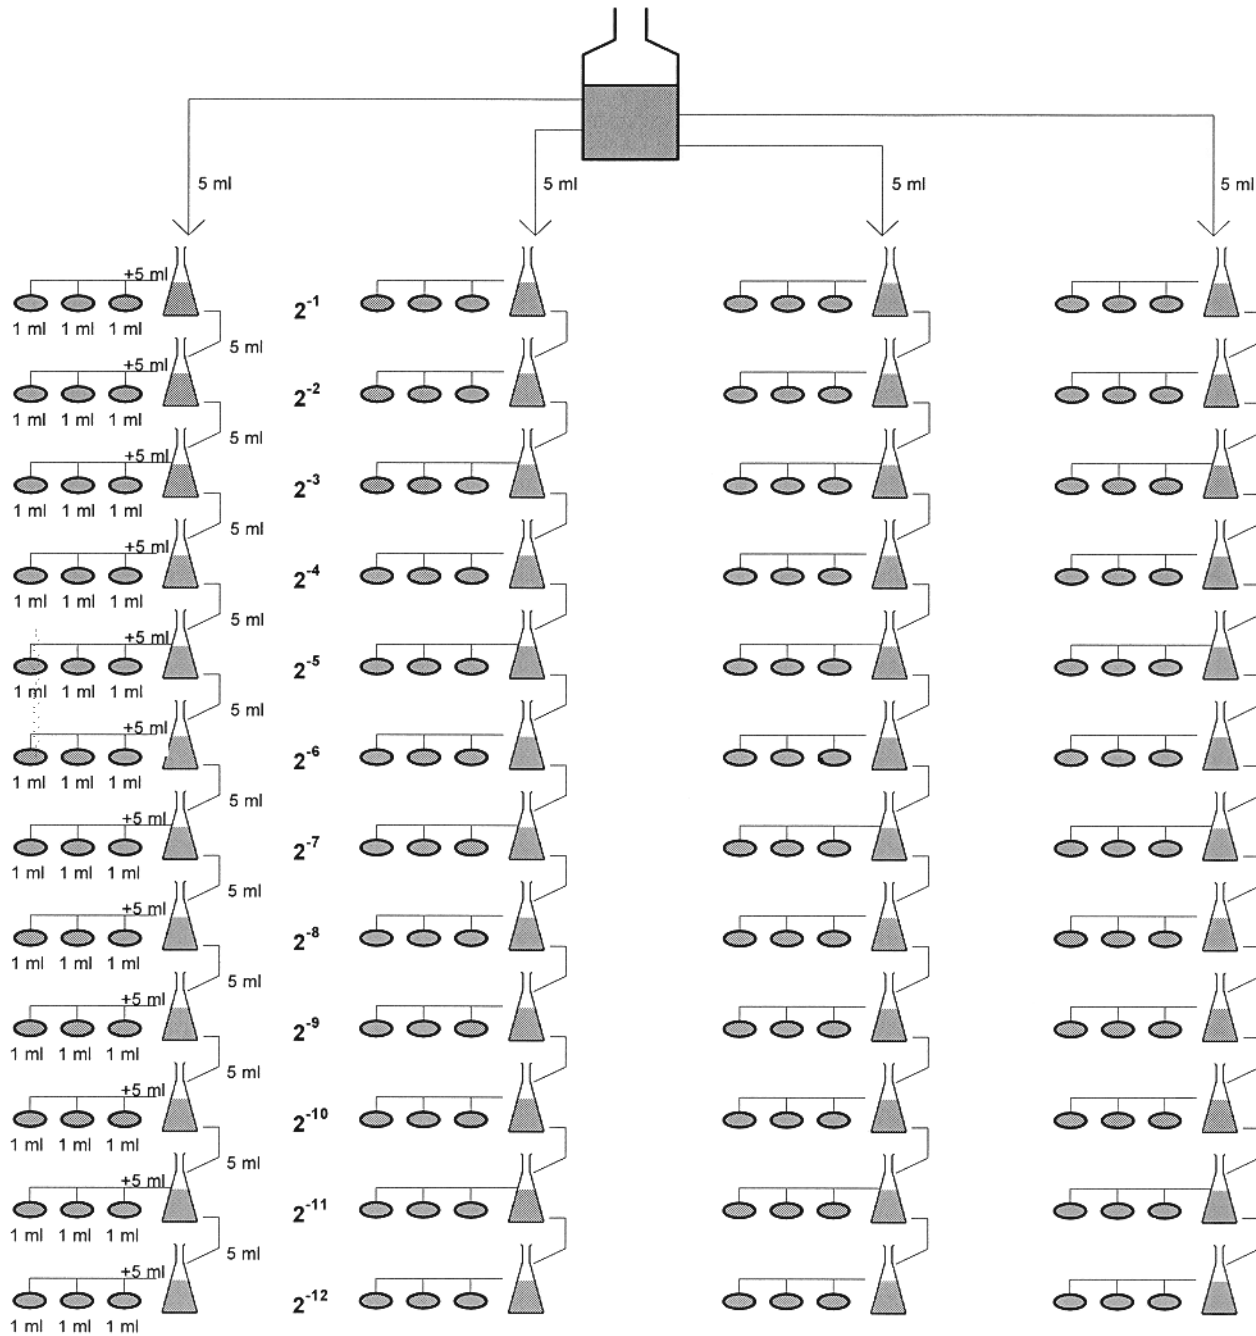 5 ml 5 ml 5 ml 5 ml
+5 ml
1 ml 1 ml 1 ml 2-1
5 ml
+5 ml
1 ml 1 ml 1 ml 2-2
5 ml
+5 ml
1 ml 1 ml 1 ml 2-3
5 ml
+5 ml
1 ml 1 ml 1 ml 2-4
5 ml
+5 ml
1 ml 1 ml 1 ml 2-5
5 ml
+5 ml
1 ml 1 ml 1 ml 2-6
5 ml
+5 ml
1 ml 1 ml 1 ml 2-7
5 ml
+5 ml
1 ml 1 ml 1 ml 2-8
5 ml
+5 ml
1 ml 1 ml 1 ml 2-9
5 ml
+5 ml
1 ml 1 ml 1 ml 2-10
5 ml
+5 ml
1 ml 1 ml 1 ml 2-11
5 ml
+5 ml
1 ml 1 ml 1 ml 2-12